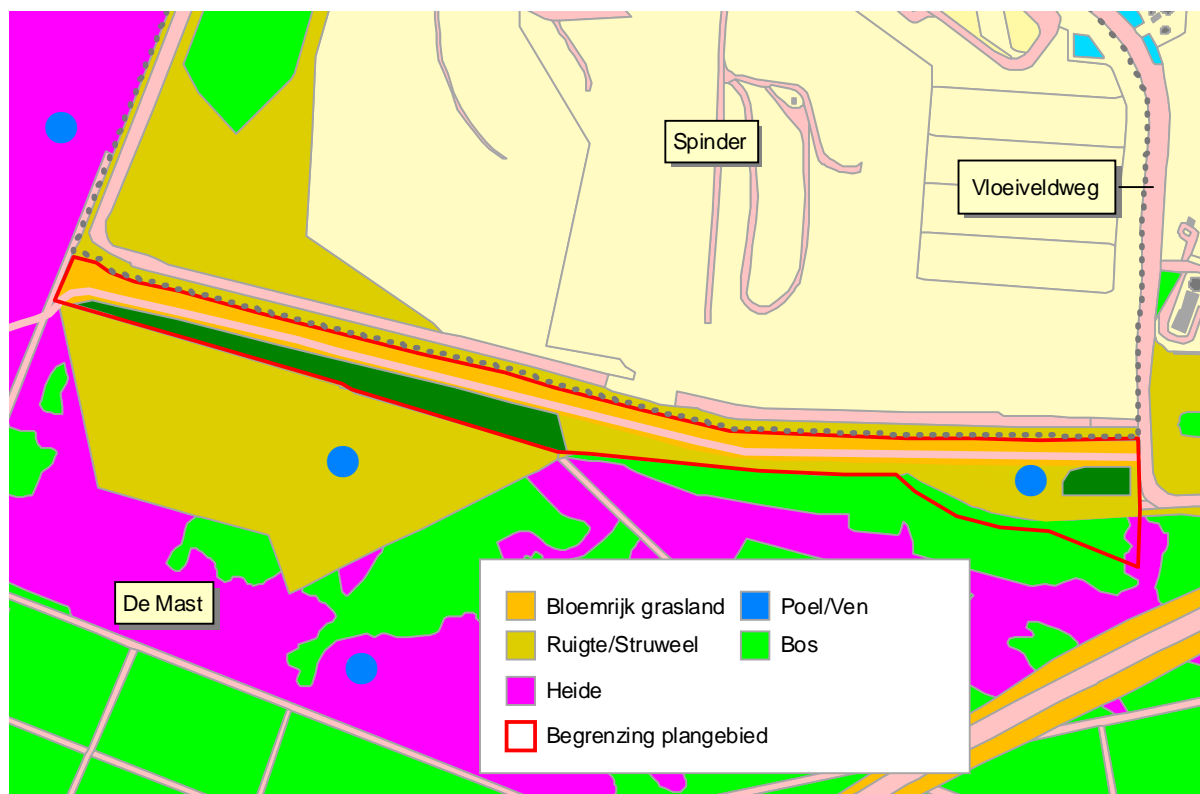 Spinder
Vloeiveldweg
De Mast
Bloemrijk grasland
Poel/Ven
Ruigte/Struweel
Bos
Heide
Begrenzing plangebied